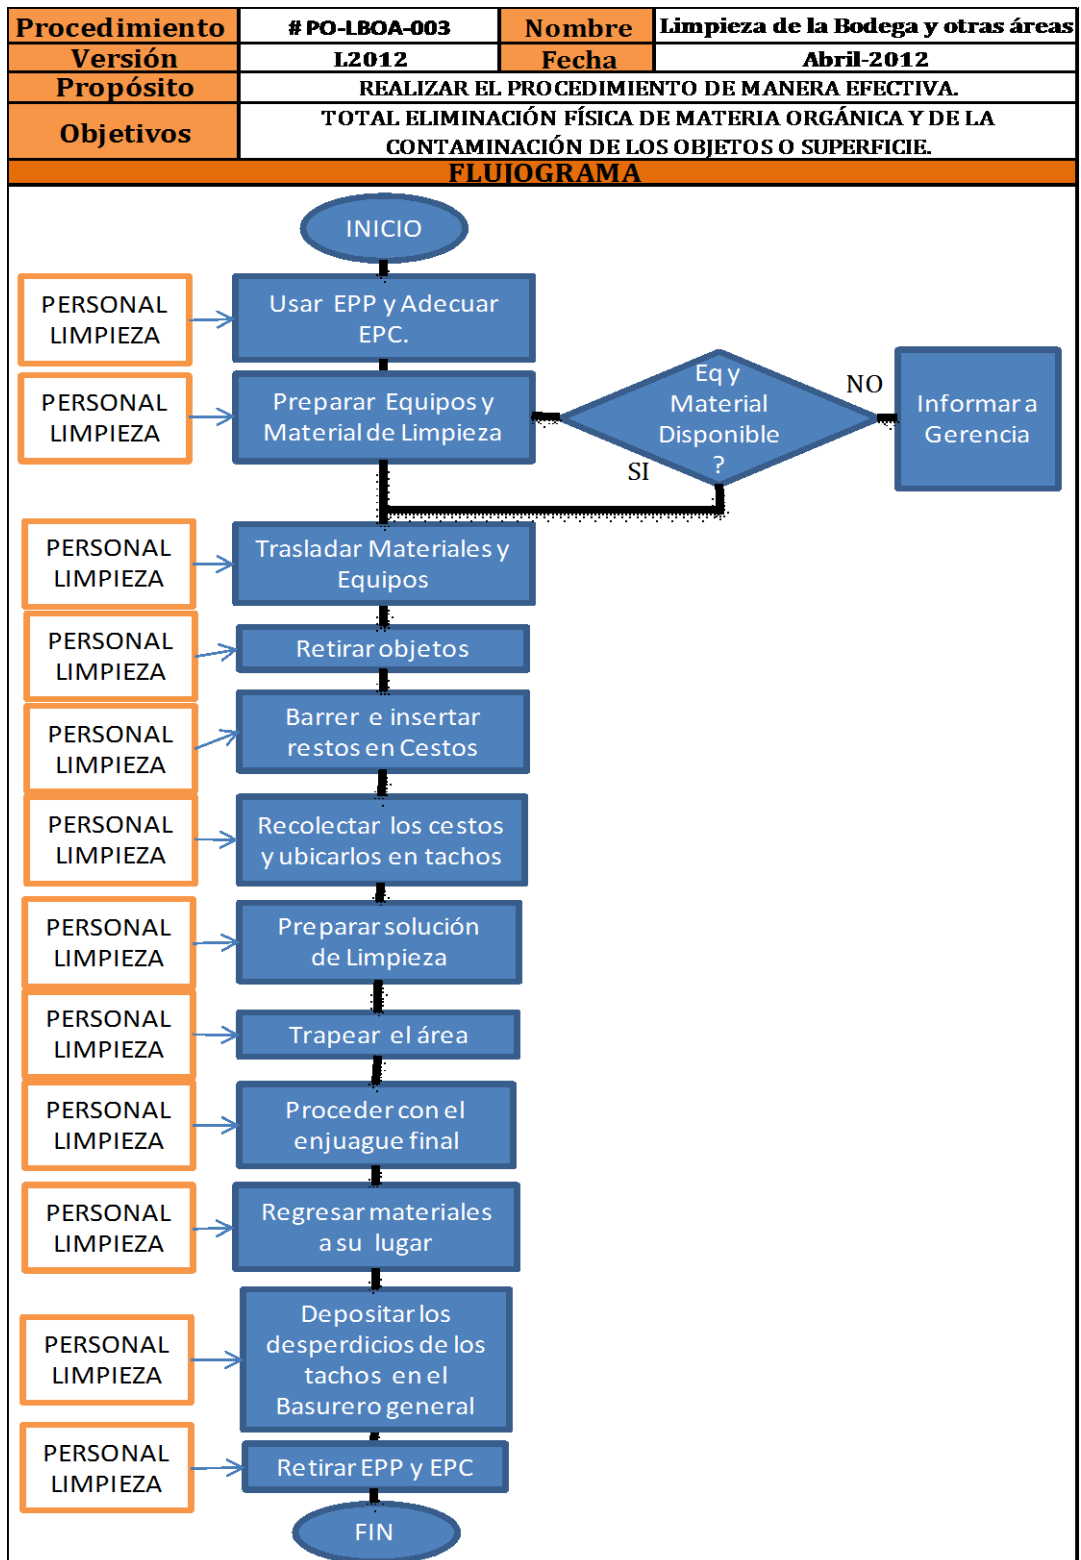 Procedimiento
# PO-LBOA-003
Nombre
Limpieza de la Bodega y otras áreas
Versión
L2012
Fecha
Abril-2012
Propósito
REALIZAR EL PROCEDIMIENTO DE MANERA EFECTIVA.
Objetivos
TOTAL ELIMINACIÓN FÍSICA DE MATERIA ORGÁNICA Y DE LA
CONTAMINACIÓN DE LOS OBJETOS O SUPERFICIE.
FLUJOGRAMA
INICIO
PERSONAL
LIMPIEZA
Usar EPP y Adecuar
EPC.
PERSONAL
LIMPIEZA
Preparar Equipos y
Material de Limpieza
Eq y
Material
Disponible
?
SI
NO
Informar a
Gerencia
PERSONAL
LIMPIEZA
Trasladar Materiales y
Equipos
PERSONAL
LIMPIEZA
Retirar objetos
PERSONAL
LIMPIEZA
Barrer e insertar
restos en Cestos
PERSONAL
LIMPIEZA
Recolectar los cestos
y ubicarlos en tachos
PERSONAL
LIMPIEZA
Preparar solución
de Limpieza
PERSONAL
LIMPIEZA
Trapear el área
PERSONAL
LIMPIEZA
Proceder con el
enjuague final
PERSONAL
LIMPIEZA
Regresar materiales
a su lugar
PERSONAL
LIMPIEZA
Depositar los
desperdicios de los
tachos en el
Basurero general
PERSONAL
LIMPIEZA
Retirar EPP y EPC
FIN